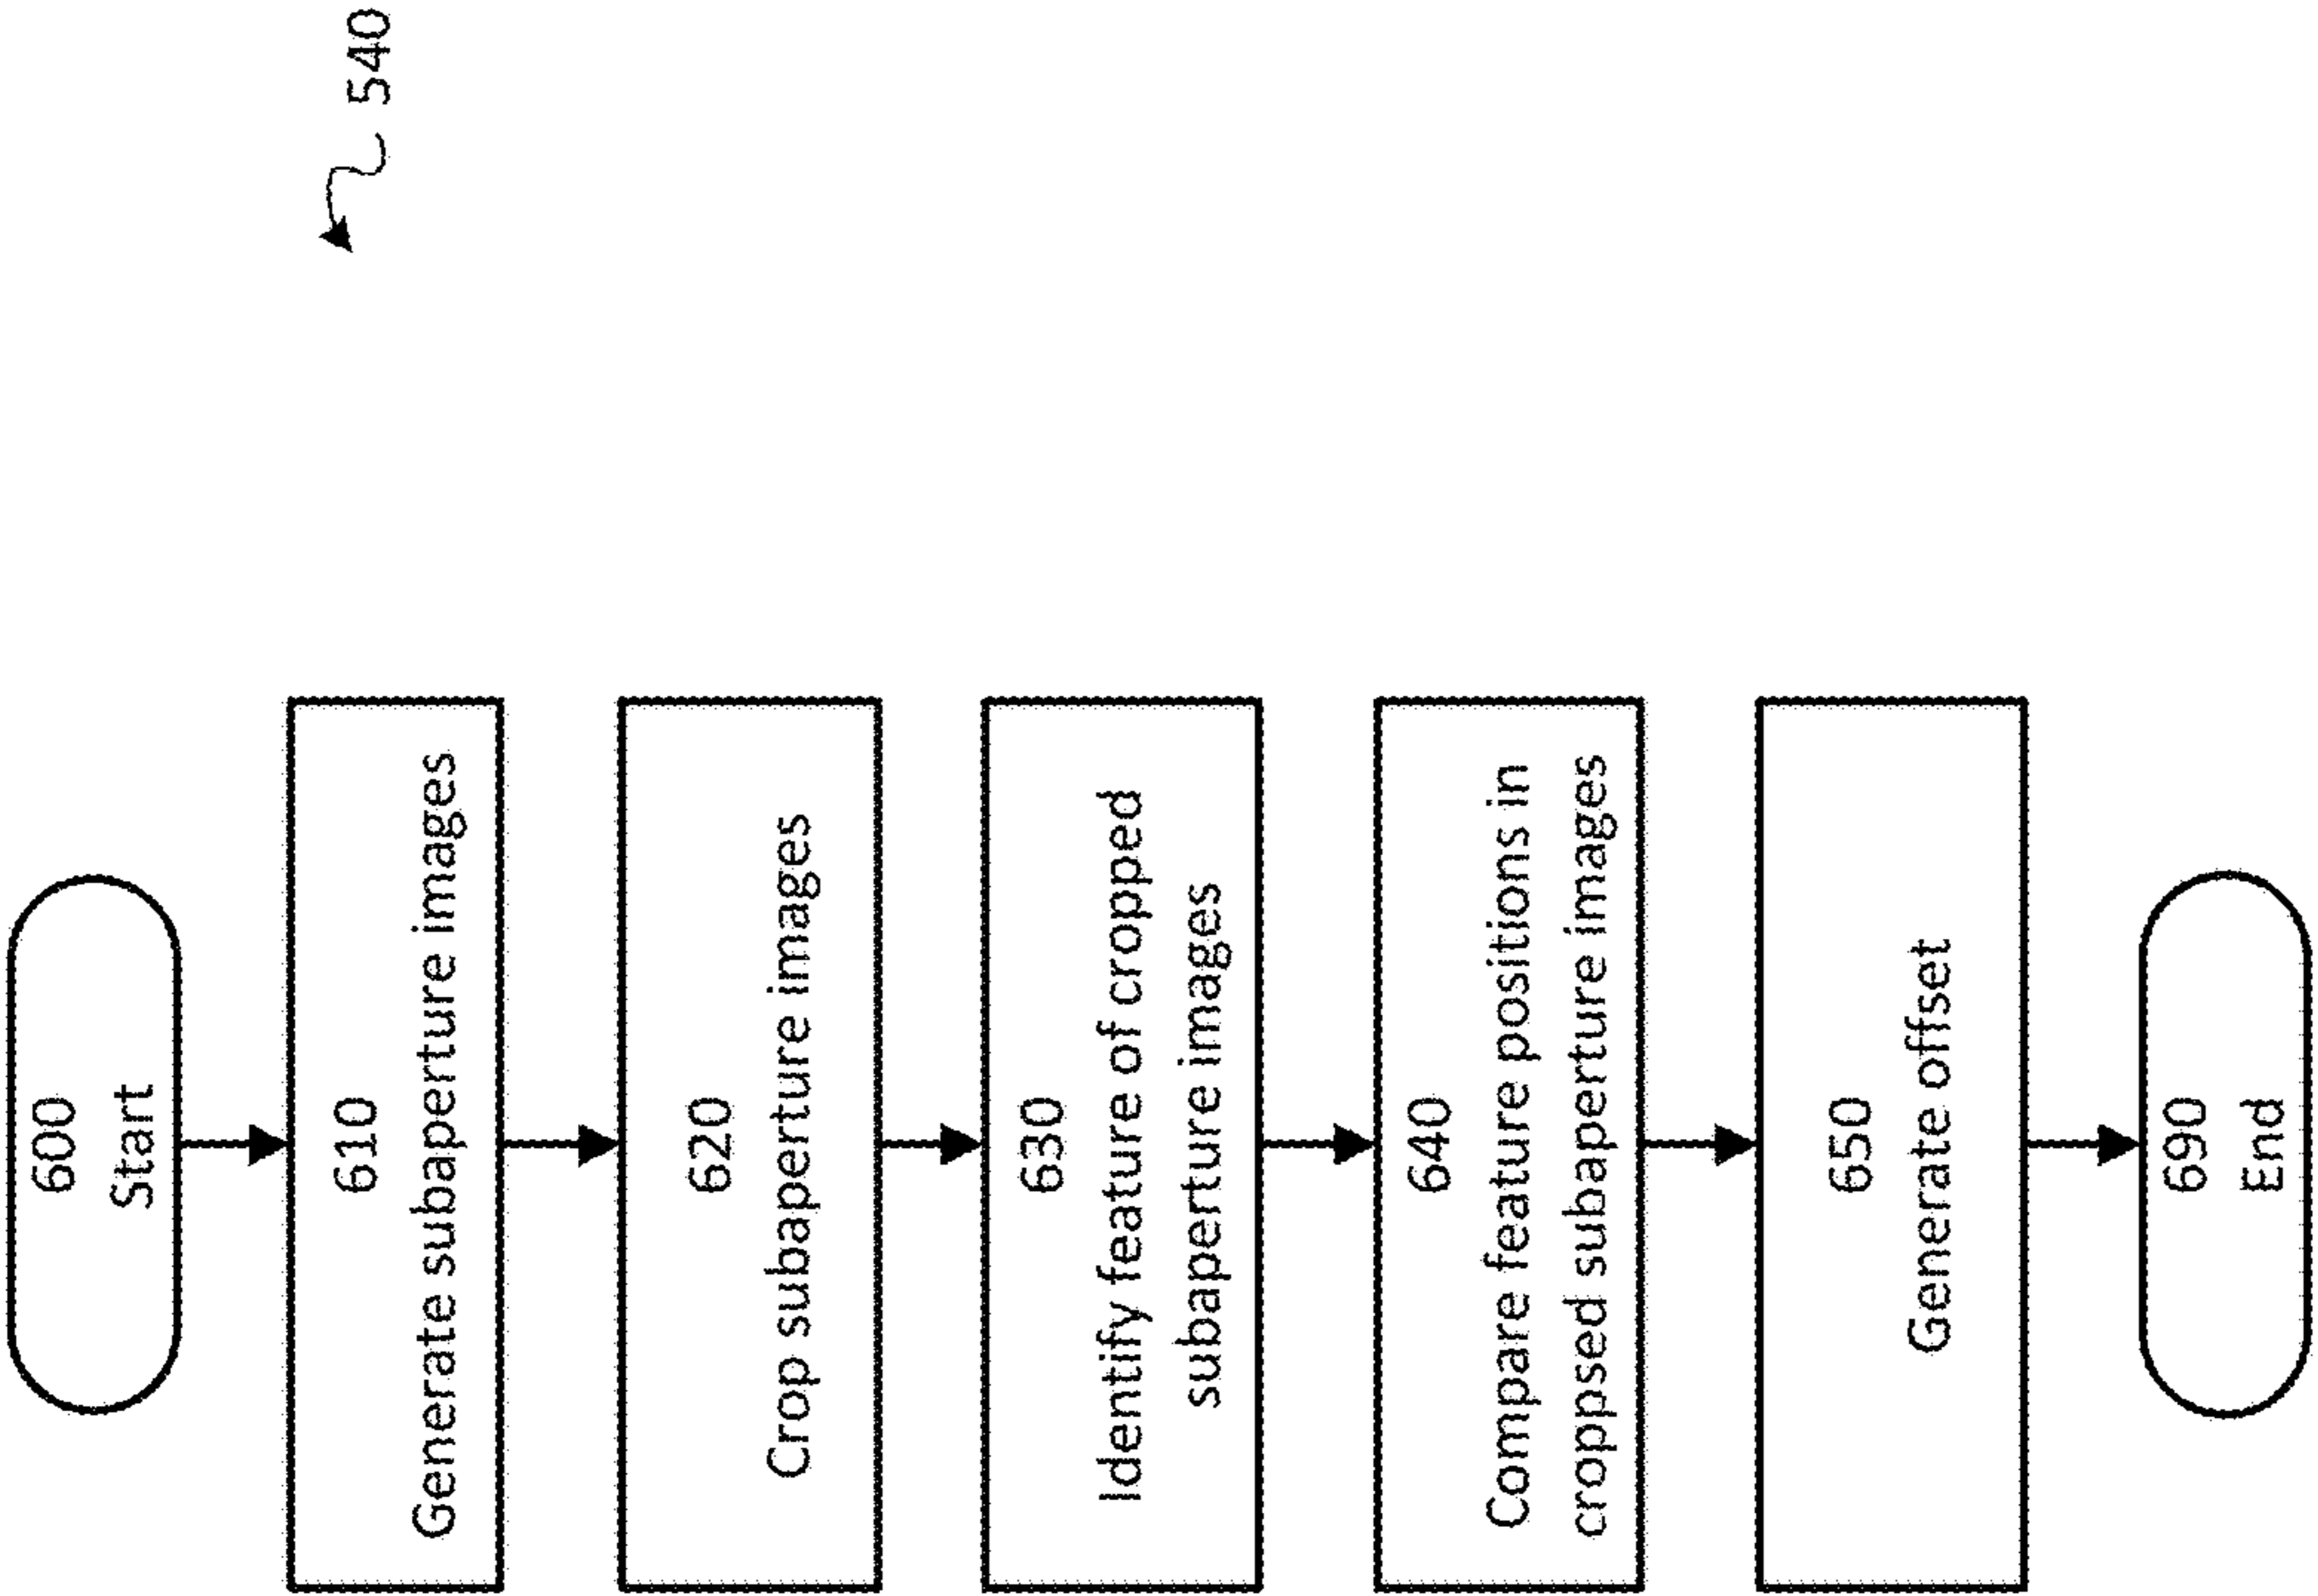 540
600
Start
610
Generate subaperture images
620
Crop subaperture images
630
Identify feature of cropped
subaperture images
640
Compare feature positions in
croppsed subaperture images
650
Generate offset
690
End